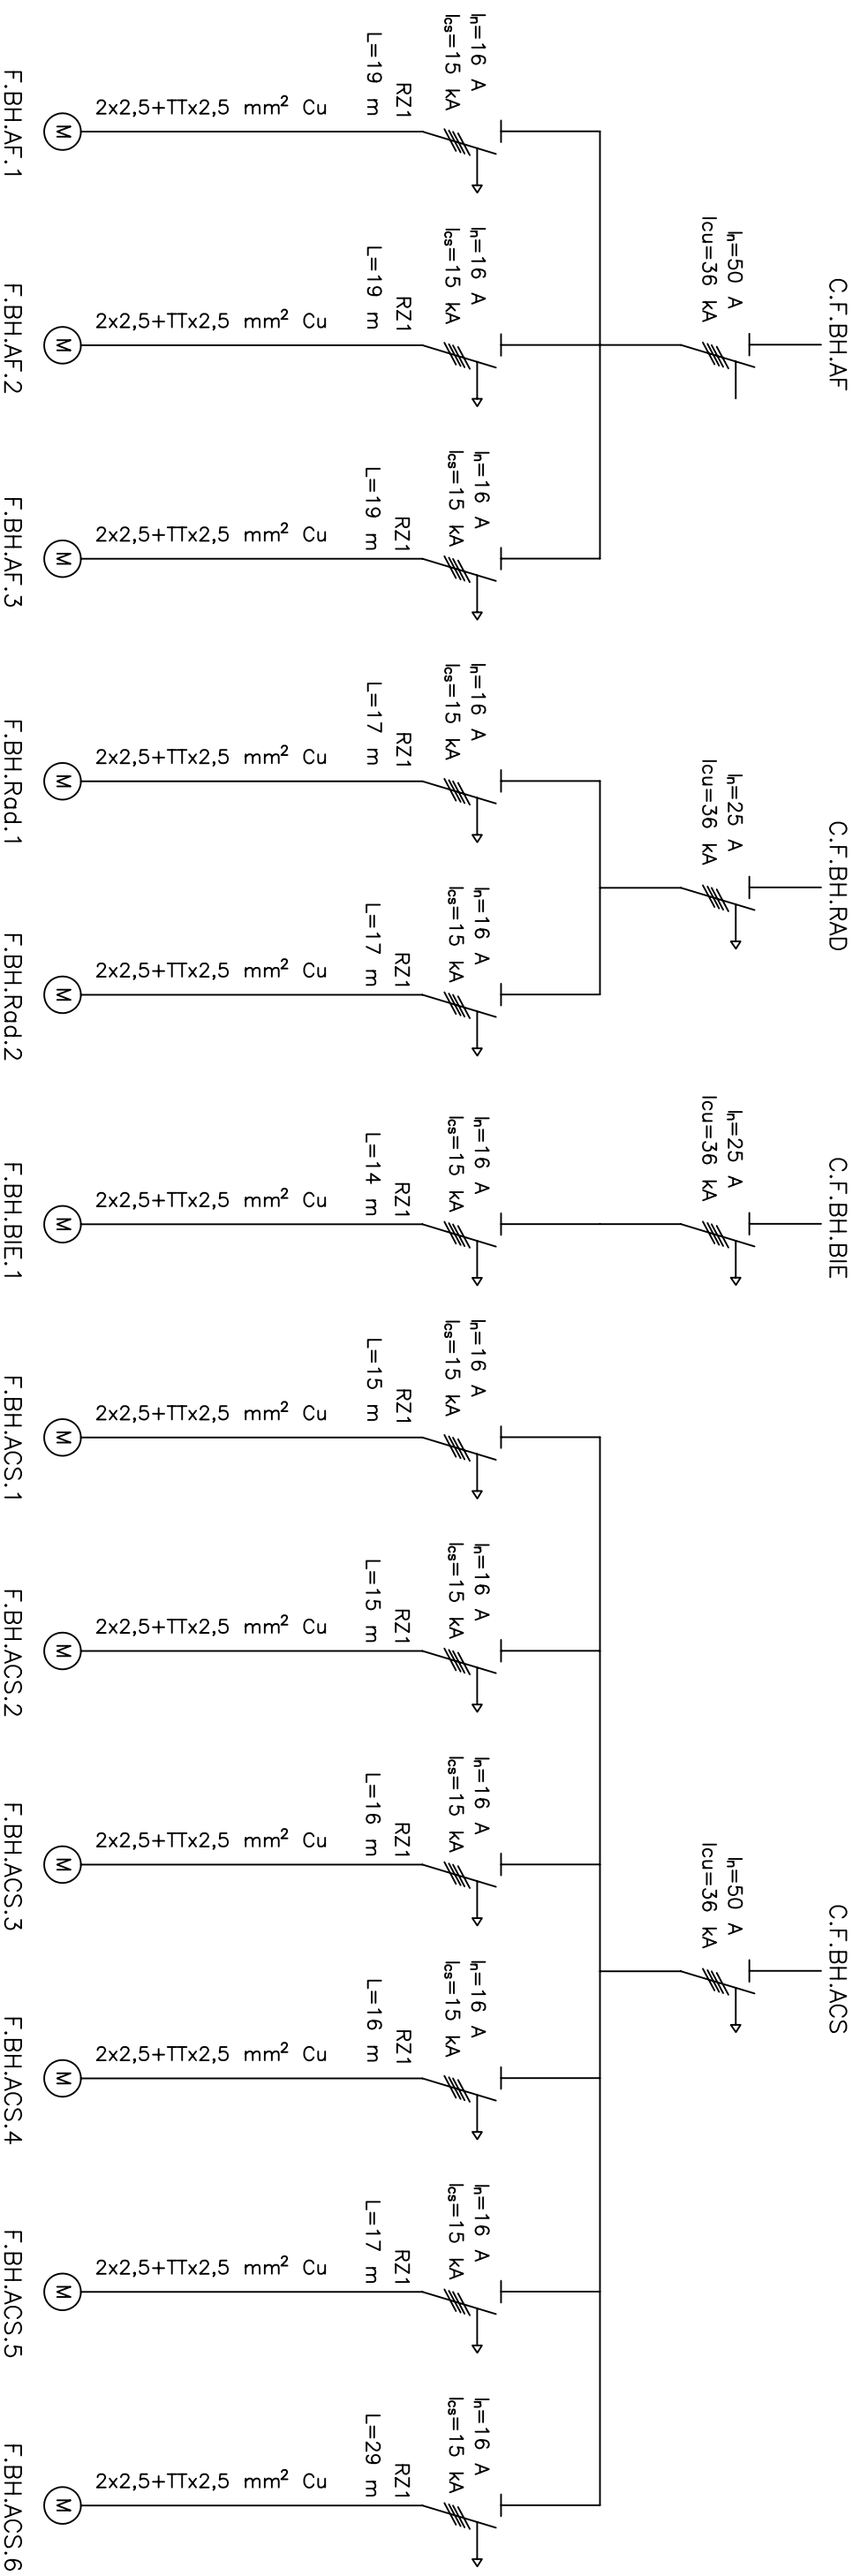 C.F.BH.AF
In=50 A
Icu=36 kA
In=16 A
Ics=15 kA
RZ1
L=19 m
2x2,5+TTx2,5 mm² Cu
M
F.BH.AF.1
In=16 A
Ics=15 kA
RZ1
L=19 m
2x2,5+TTx2,5 mm² Cu
M
F.BH.AF.2
In=16 A
Ics=15 kA
RZ1
L=19 m
2x2,5+TTx2,5 mm² Cu
M
F.BH.AF.3
C.F.BH.RAD
In=25 A
Icu=36 kA
In=16 A
Ics=15 kA
RZ1
L=17 m
2x2,5+TTx2,5 mm² Cu
M
F.BH.Rad.1
In=16 A
Ics=15 kA
RZ1
L=17 m
2x2,5+TTx2,5 mm² Cu
M
F.BH.Rad.2
C.F.BH.BIE
In=25 A
Icu=36 kA
In=16 A
Ics=15 kA
RZ1
L=14 m
2x2,5+TTx2,5 mm² Cu
M
F.BH.BIE.1
C.F.BH.ACS
In=50 A
Icu=36 kA
In=16 A
Ics=15 kA
RZ1
L=15 m
2x2,5+TTx2,5 mm² Cu
M
F.BH.ACS.1
In=16 A
Ics=15 kA
RZ1
L=15 m
2x2,5+TTx2,5 mm² Cu
M
F.BH.ACS.2
In=16 A
Ics=15 kA
RZ1
L=16 m
2x2,5+TTx2,5 mm² Cu
M
F.BH.ACS.3
In=16 A
Ics=15 kA
RZ1
L=16 m
2x2,5+TTx2,5 mm² Cu
M
F.BH.ACS.4
In=16 A
Ics=15 kA
RZ1
L=17 m
2x2,5+TTx2,5 mm² Cu
M
F.BH.ACS.5
In=16 A
Ics=15 kA
RZ1
L=29 m
2x2,5+TTx2,5 mm² Cu
M
F.BH.ACS.6